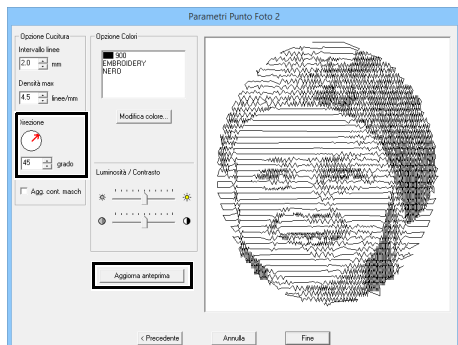 Parametri Punto Foto 2
Opzione Cucitura
Intervallo linee
2.0 mm
Densità max
4.5 linee/mm
Direzione
45 grado
Agg. cont. masch
Opzione Colori
900
EMBROIDERY
NERO
Modifica colore...
Luminosità / Contrasto
Aggiorna anteprima
< Precedente
Annulla
Fine